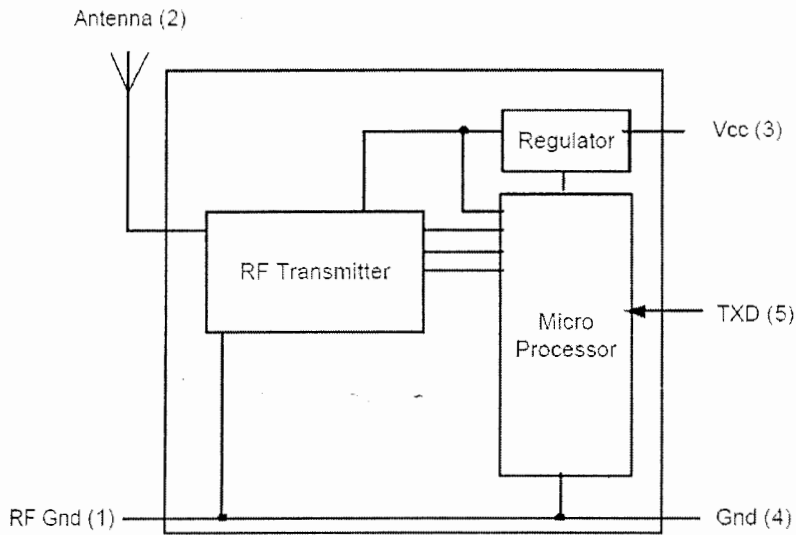 Antenna (2)
Regulator
Vcc (3)
RF Transmitter
TXD (5)
Micro
Processor
RF Gnd (1)
Gnd (4)